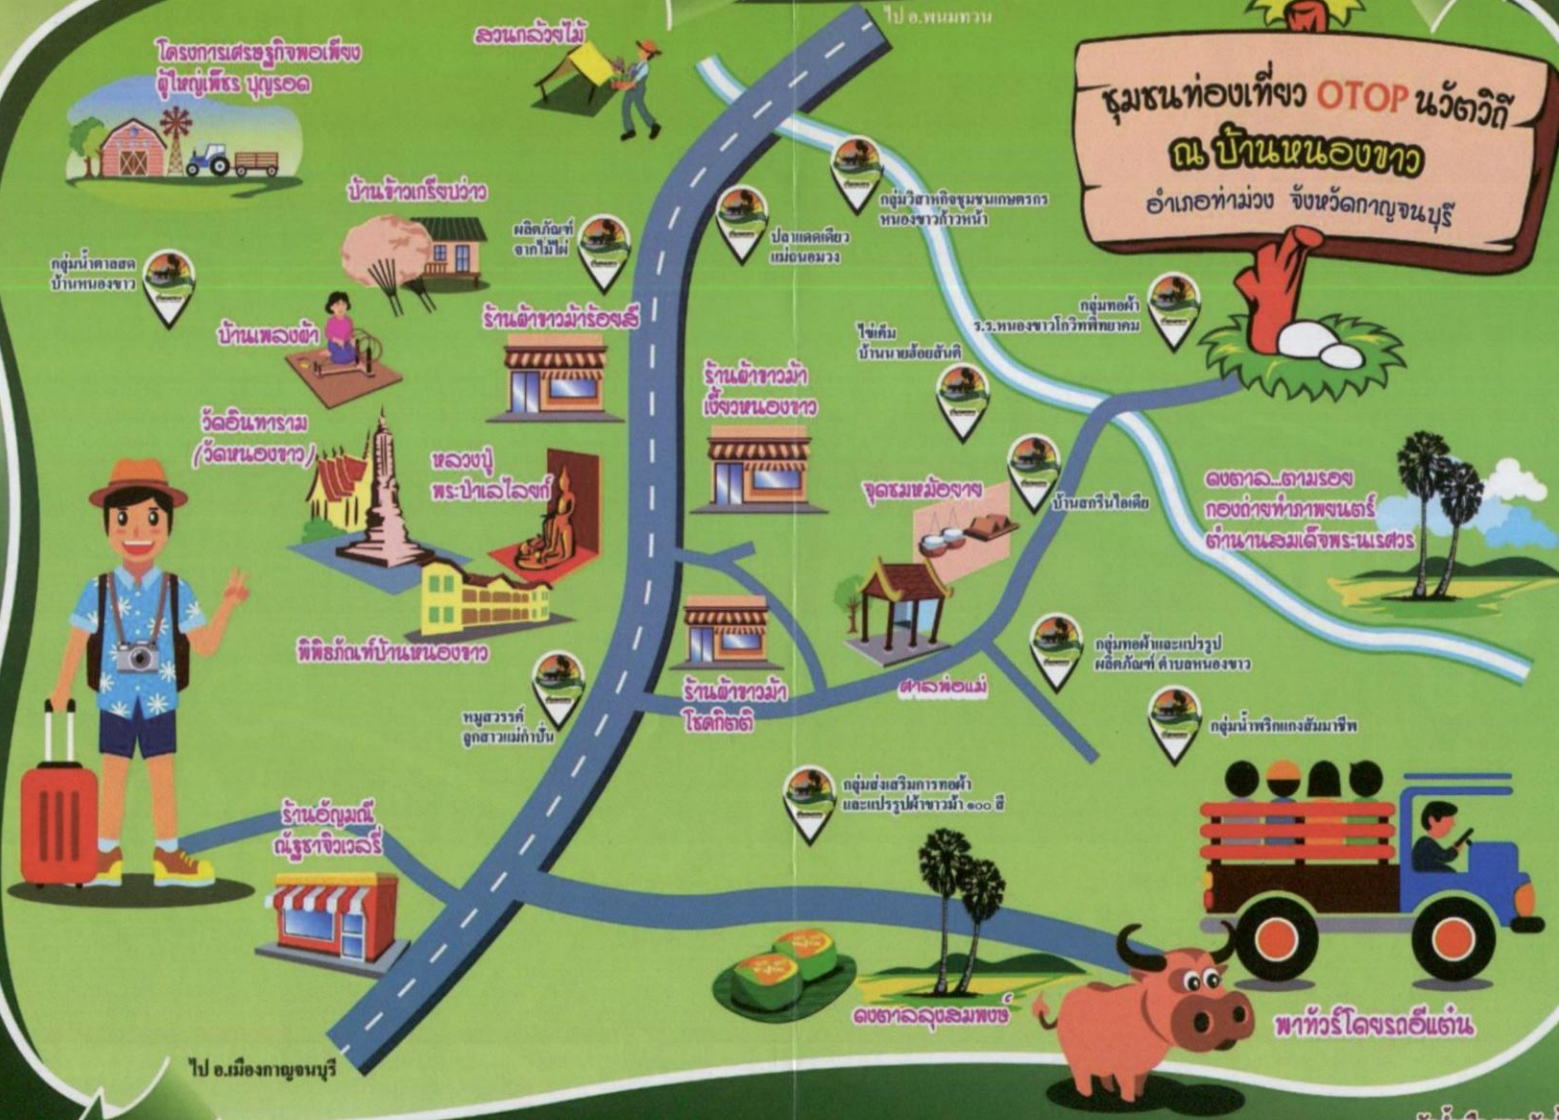 ไป อ.พนมทวน
สวนกล้วยไม้
โครงการเศรษฐกิจพอเพียง
ผู้ใหญ่เพ็ชร บุญรอด
ชุมชนท่องเที่ยว OTOP นวัตวิถี
ณ บ้านหนองขาว
อำเภอท่าม่วง จังหวัดกาญจนบุรี
บ้านข้าวเกรียบว่าว
ผลิตภัณฑ์
จากไม้ไผ่
กลุ่มวิสาหกิจชุมชนเกษตรกร
หนองขาวก้าวหน้า
ปลาแดดเดียว
แม่ถนอมวง
กลุ่มน้ำตาลสด
บ้านหนองขาว
บ้านเพลงผ้า
ร้านผ้าขาวม้าร้อยสี
กลุ่มทอผ้า
ร.ร.หนองขาวโกวิทพิทยาคม
ไข่เค็ม
บ้านนายฮ้อยสันติ
ร้านผ้าขาวม้า
เงี้ยวหนองขาว
วัดอินทาราม
(วัดหนองขาว)
หลวงปู่
พระป่าเลไลยก์
จุดชมหม้อยาย
บ้านสกรีนไอเดีย
ดงตาล...ตามรอย
กองถ่ายทำภาพยนตร์
ตำนานสมเด็จพระนเรศวร
พิพิธภัณฑ์บ้านหนองขาว
กลุ่มทอผ้าและแปรรูป
ผลิตภัณฑ์ ตำบลหนองขาว
ร้านผ้าขาวม้า
โชคกิตติ
ศาลพ่อแม่
หมูสวรรค์
ลูกสาวแม่กำปั่น
กลุ่มน้ำพริกแกงสัมมาชีพ
กลุ่มส่งเสริมการทอผ้า
และแปรรูปผ้าขาวม้า ๑๐๐ สี
ร้านอัญมณี
ณัฐชาจิวเวลรี่
ดงตาลลุงสมพงษ์
พาทัวร์โดยรถอีแต๋น
ไป อ.เมืองกาญจนบุรี